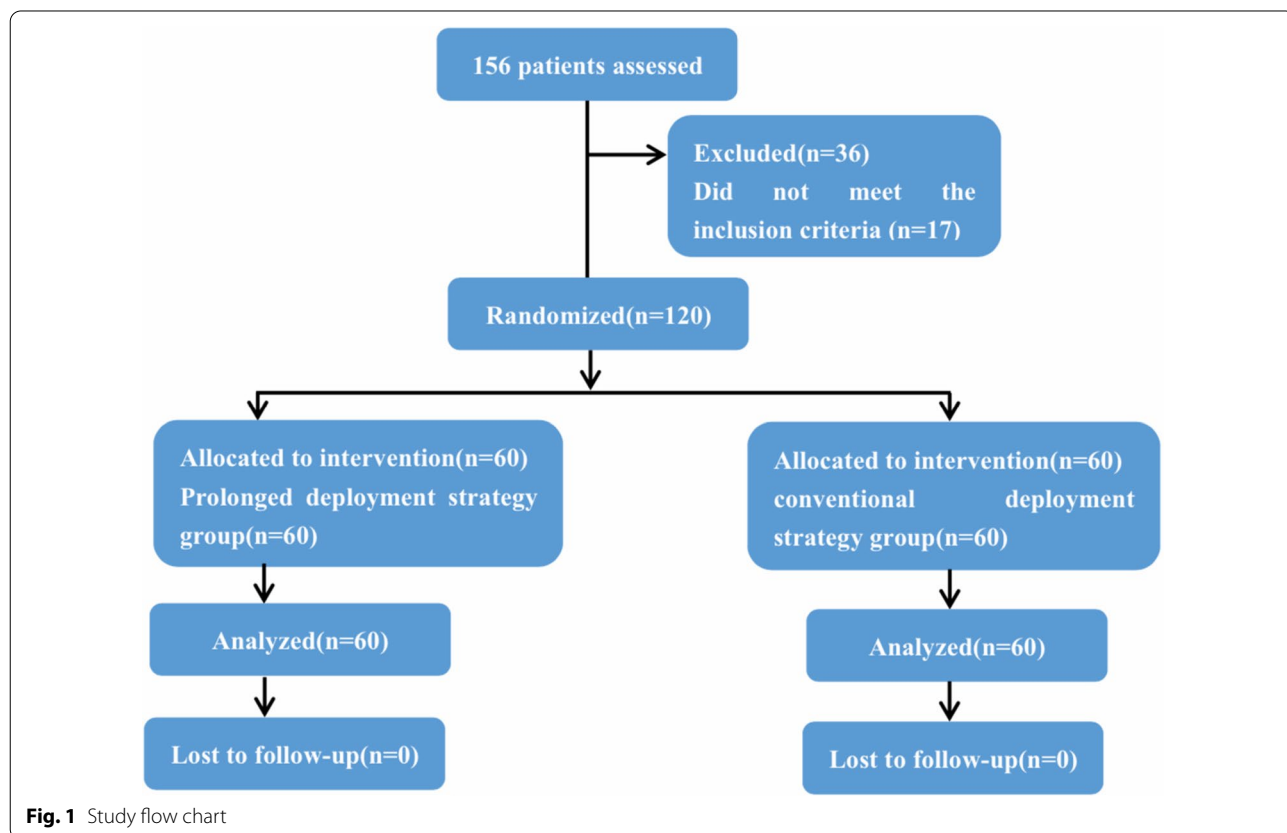 156 patients assessed
Excluded(n=36)
Did not meet the
inclusion criteria (n=17)
Randomized(n=120)
Allocated to intervention(n=60)
Prolonged deployment strategy
group(n=60)
Allocated to intervention(n=60)
conventional deployment
strategy group(n=60)
Analyzed(n=60)
Analyzed(n=60)
Lost to follow-up(n=0)
Lost to follow-up(n=0)
Fig. 1 Study flow chart